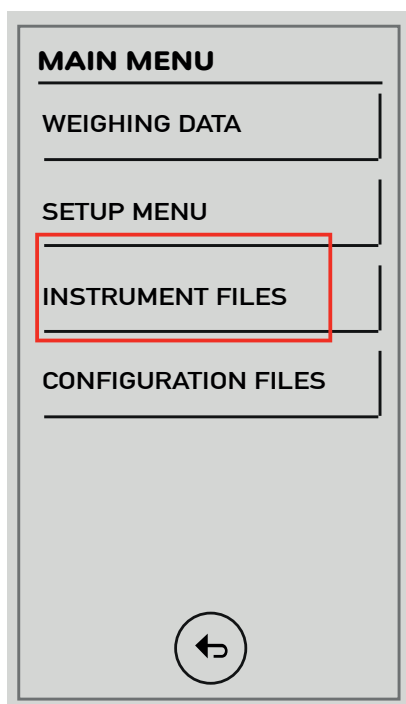 MAIN MENU
WEIGHING DATA
SETUP MENU
INSTRUMENT FILES
CONFIGURATION FILES